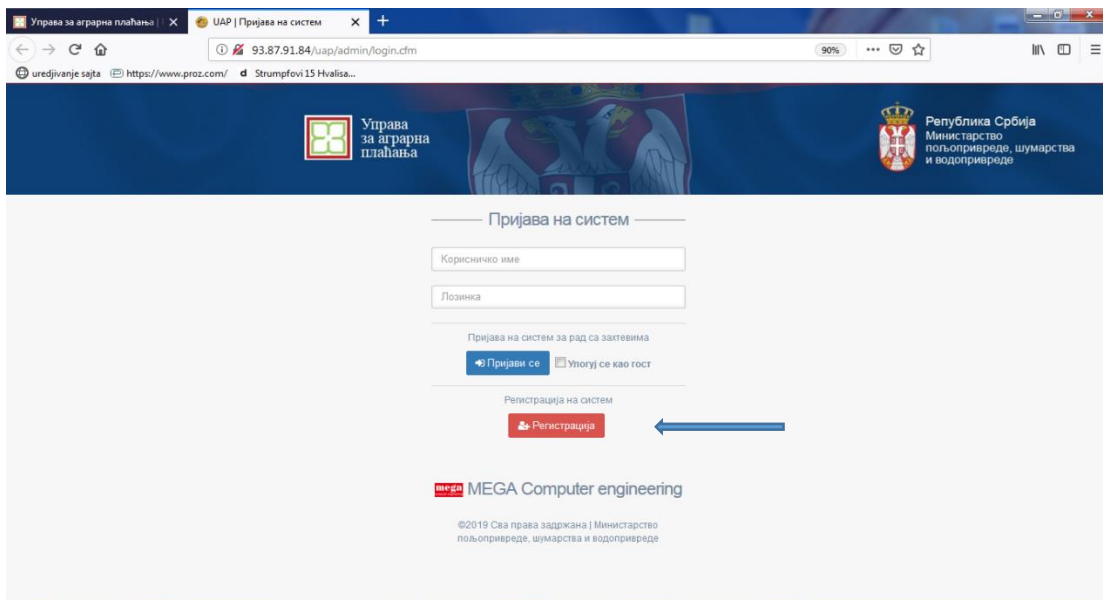 Управа за аграрна плаћања |
UAP | Пријава на систем
93.87.91.84/uap/admin/login.cfm
90%
uredjivanje sajta https://www.proz.com/ d Strumpfovi 15 Hvalisa...
Управа
за аграрна
плаћања
Република Србија
Министарство
пољопривреде, шумарства
и водопривреде
Пријава на систем
Корисничко име
Лозинка
Пријава на систем за рад са захтевима
Пријави се Улогуј се као гост
Регистрација на систем
Регистрација
mega MEGA Computer engineering
©2019 Сва права задржана | Министарство
пољопривреде, шумарства и водопривреде